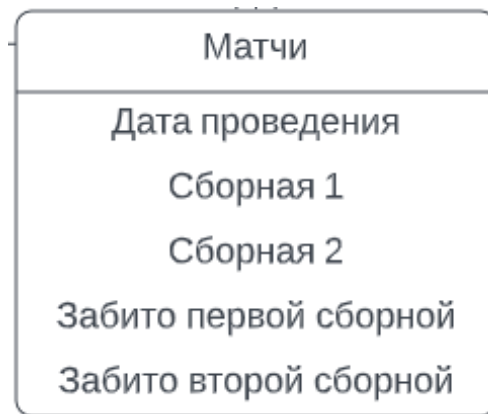 Матчи
Дата проведения
Сборная 1
Сборная 2
Забито первой сборной
Забито второй сборной